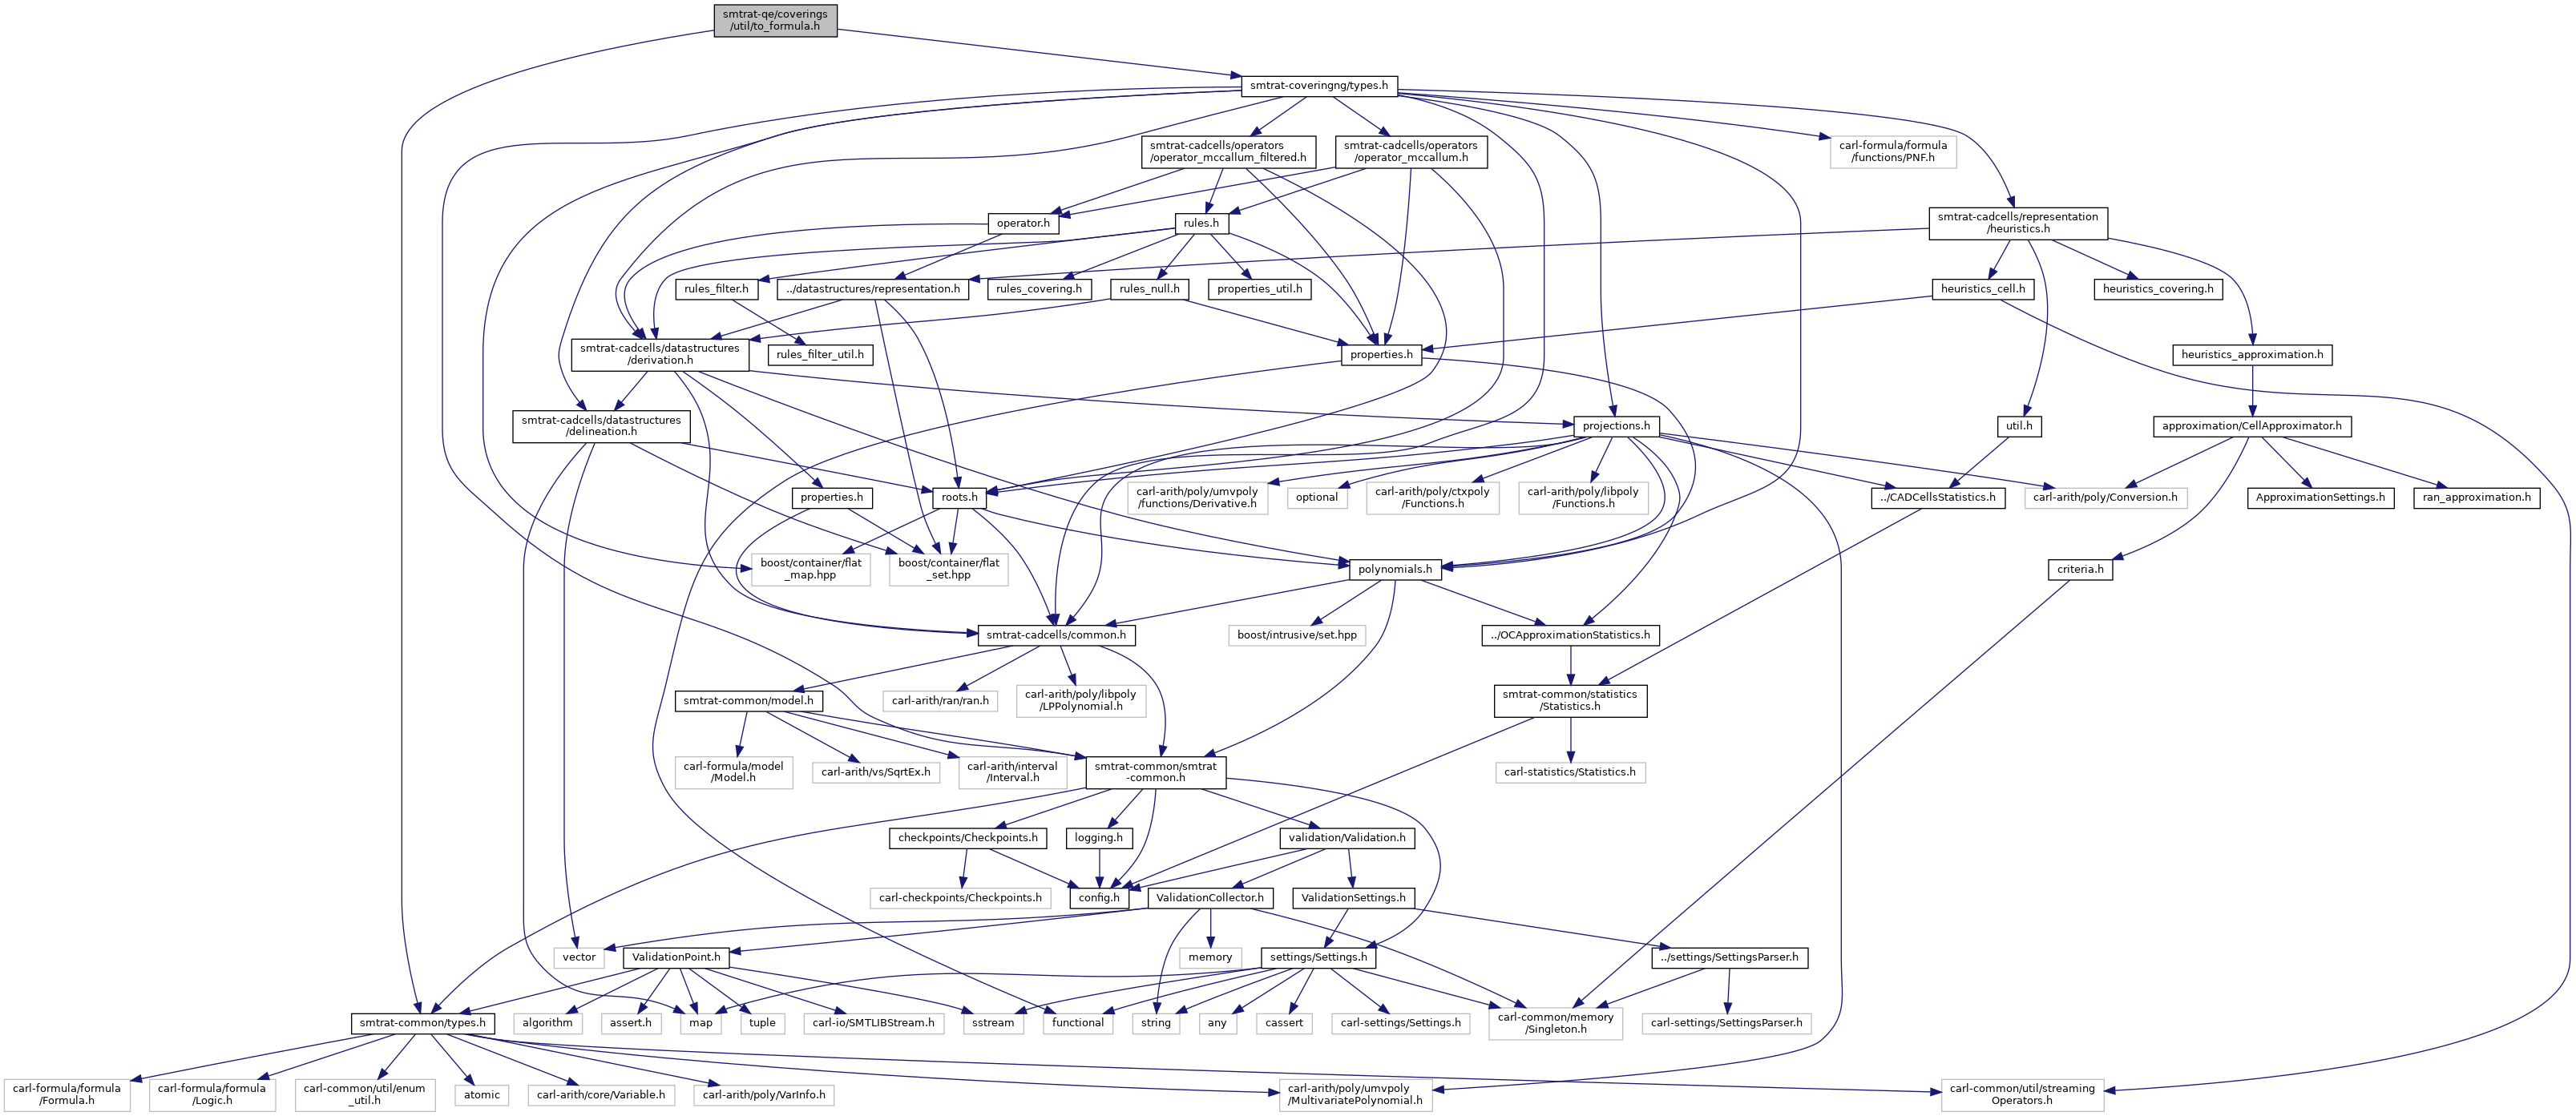 smtrat-qe/coverings
/util/to_formula.h
smtrat-coveringng/types.h
smtrat-cadcells/operators
/operator_mccallum_filtered.h
smtrat-cadcells/operators
/operator_mccallum.h
carl-formula/formula
/functions/PNF.h
operator.h
rules.h
smtrat-cadcells/representation
/heuristics.h
rules_filter.h
../datastructures/representation.h
rules_covering.h
rules_null.h
properties_util.h
heuristics_cell.h
heuristics_covering.h
smtrat-cadcells/datastructures
/derivation.h
rules_filter_util.h
properties.h
heuristics_approximation.h
smtrat-cadcells/datastructures
/delineation.h
projections.h
util.h
approximation/CellApproximator.h
properties.h
roots.h
carl-arith/poly/umvpoly
/functions/Derivative.h
optional
carl-arith/poly/ctxpoly
/Functions.h
carl-arith/poly/libpoly
/Functions.h
../CADCellsStatistics.h
carl-arith/poly/Conversion.h
ApproximationSettings.h
ran_approximation.h
boost/container/flat
_map.hpp
boost/container/flat
_set.hpp
polynomials.h
criteria.h
smtrat-cadcells/common.h
boost/intrusive/set.hpp
../OCApproximationStatistics.h
smtrat-common/model.h
carl-arith/ran/ran.h
carl-arith/poly/libpoly
/LPPolynomial.h
smtrat-common/statistics
/Statistics.h
carl-formula/model
/Model.h
carl-arith/vs/SqrtEx.h
carl-arith/interval
/Interval.h
smtrat-common/smtrat
-common.h
carl-statistics/Statistics.h
checkpoints/Checkpoints.h
logging.h
validation/Validation.h
carl-checkpoints/Checkpoints.h
config.h
ValidationCollector.h
ValidationSettings.h
vector
ValidationPoint.h
memory
settings/Settings.h
../settings/SettingsParser.h
smtrat-common/types.h
algorithm
assert.h
map
tuple
carl-io/SMTLIBStream.h
sstream
functional
string
any
cassert
carl-settings/Settings.h
carl-common/memory
/Singleton.h
carl-settings/SettingsParser.h
carl-formula/formula
/Formula.h
carl-formula/formula
/Logic.h
carl-common/util/enum
_util.h
atomic
carl-arith/core/Variable.h
carl-arith/poly/VarInfo.h
carl-arith/poly/umvpoly
/MultivariatePolynomial.h
carl-common/util/streaming
Operators.h